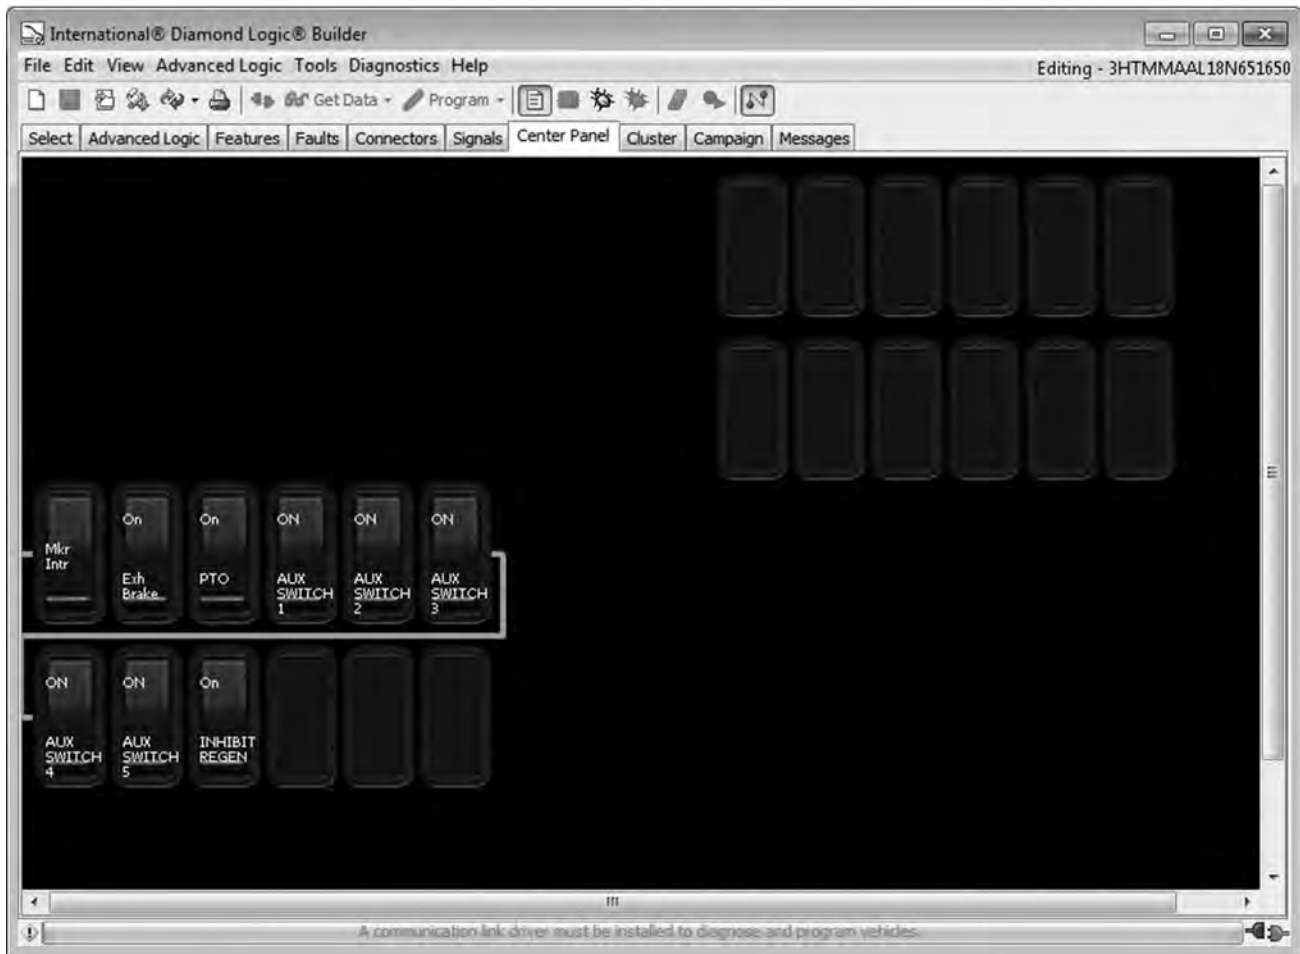 International® Diamond Logic® Builder
File Edit View Advanced Logic Tools Diagnostics Help
Editing - 3HTMMAAL18N651650
Get Data
Program
Select Advanced Logic Features Faults Connectors Signals Center Panel Cluster Campaign Messages
Mkr
Intr
On
Exh
Brake
On
PTO
ON
AUX
SWITCH
1
ON
AUX
SWITCH
2
ON
AUX
SWITCH
3
ON
AUX
SWITCH
4
ON
AUX
SWITCH
5
On
INHIBIT
REGEN
A communication link driver must be installed to diagnose and program vehicles.